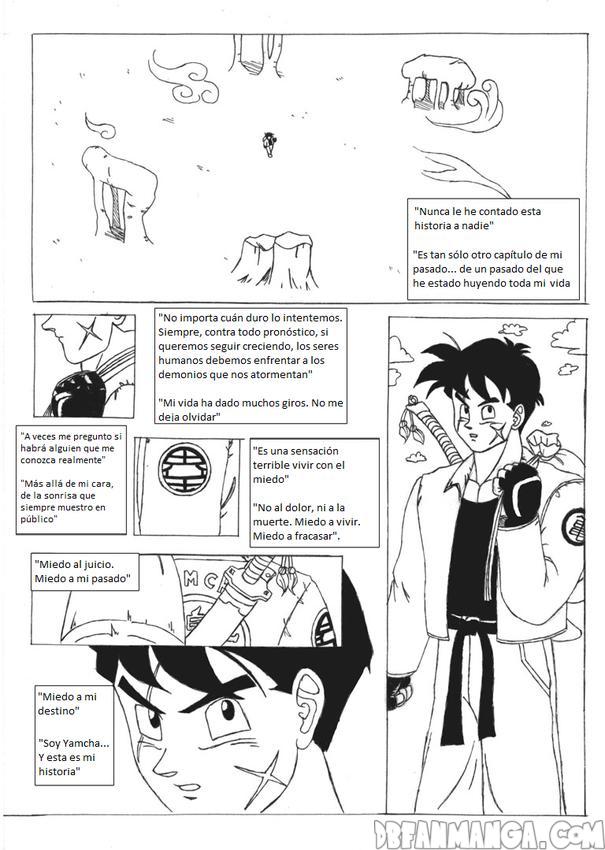 "Nunca le he contado esta
historia a nadie"
"Es tan sólo otro capítulo de mi
pasado... de un pasado del que
he estado huyendo toda mi vida
"No importa cuán duro lo intentemos.
Siempre, contra todo pronóstico, si
queremos seguir creciendo, los seres
humanos debemos enfrentar a los
demonios que nos atormentan"
"Mi vida ha dado muchos giros. No me
deja olvidar"
"A veces me pregunto si
habrá alguien que me
conozca realmente"
"Más allá de mi cara,
de la sonrisa que
siempre muestro en
público"
"Es una sensación
terrible vivir con el
miedo"
"No al dolor, ni a la
muerte. Miedo a vivir.
Miedo a fracasar".
"Miedo al juicio.
Miedo a mi pasado"
MCA
"Miedo a mi
destino"
"Soy Yamcha...
Y esta es mi
historia"
DBFANMANGA.COM